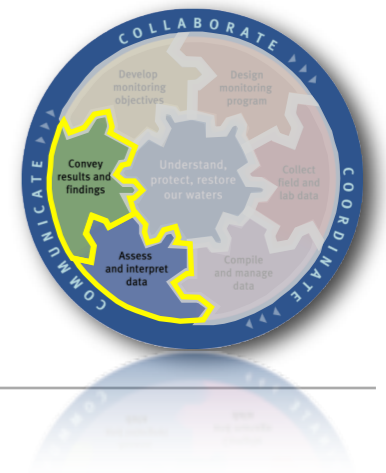 COLLABORATE
Develop
monitoring
objectives
Design
monitoring
program
Convey
results and
findings
Understand,
protect, restore
our waters
Collect
field and
lab data
COORDINATE
COMMUNICATE
Assess
and interpret
data
Compile
and manage
data